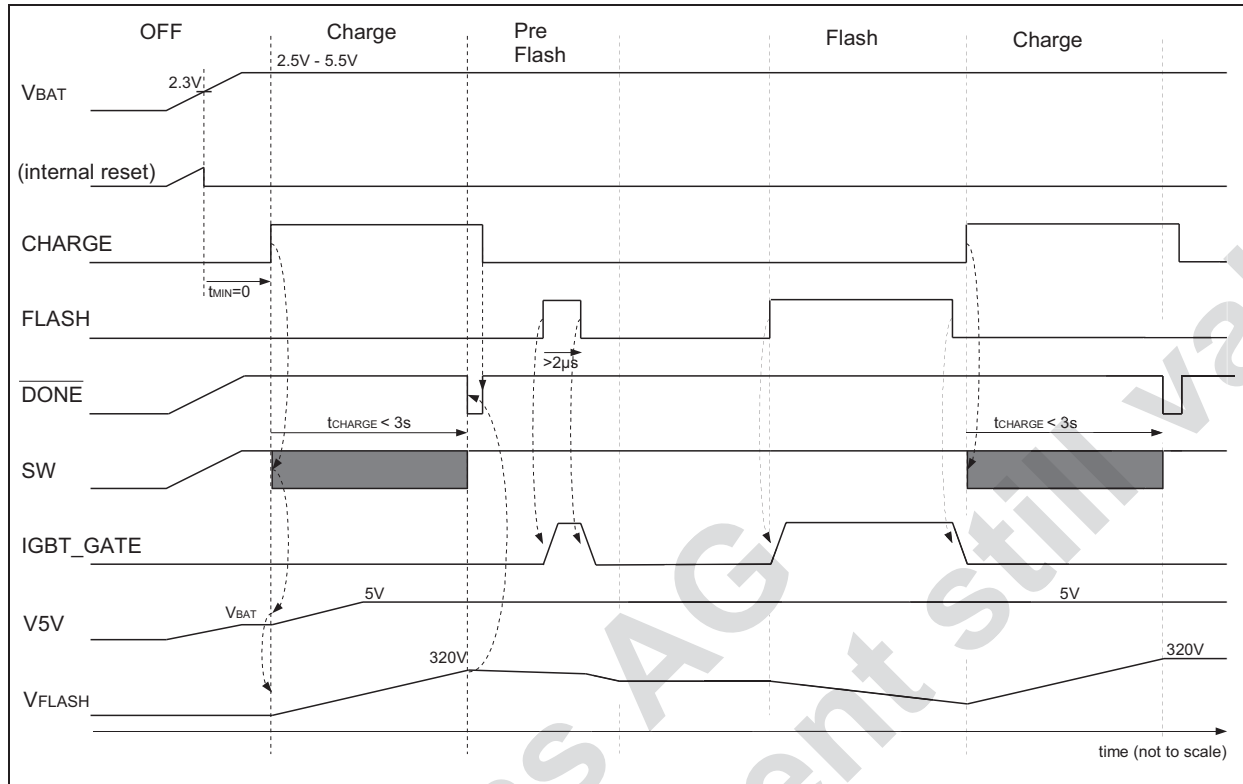 OFF Charge Pre Flash Charge
Flash
2.5V - 5.5V
2.3V
VBAT
(internal reset)
CHARGE
tMIN=0
FLASH
>2µs
DONE
tCHARGE < 3s tCHARGE < 3s
SW
IGBT_GATE
VBAT 5V 5V
V5V
320V 320V
VFLASH
time (not to scale)
AG
still